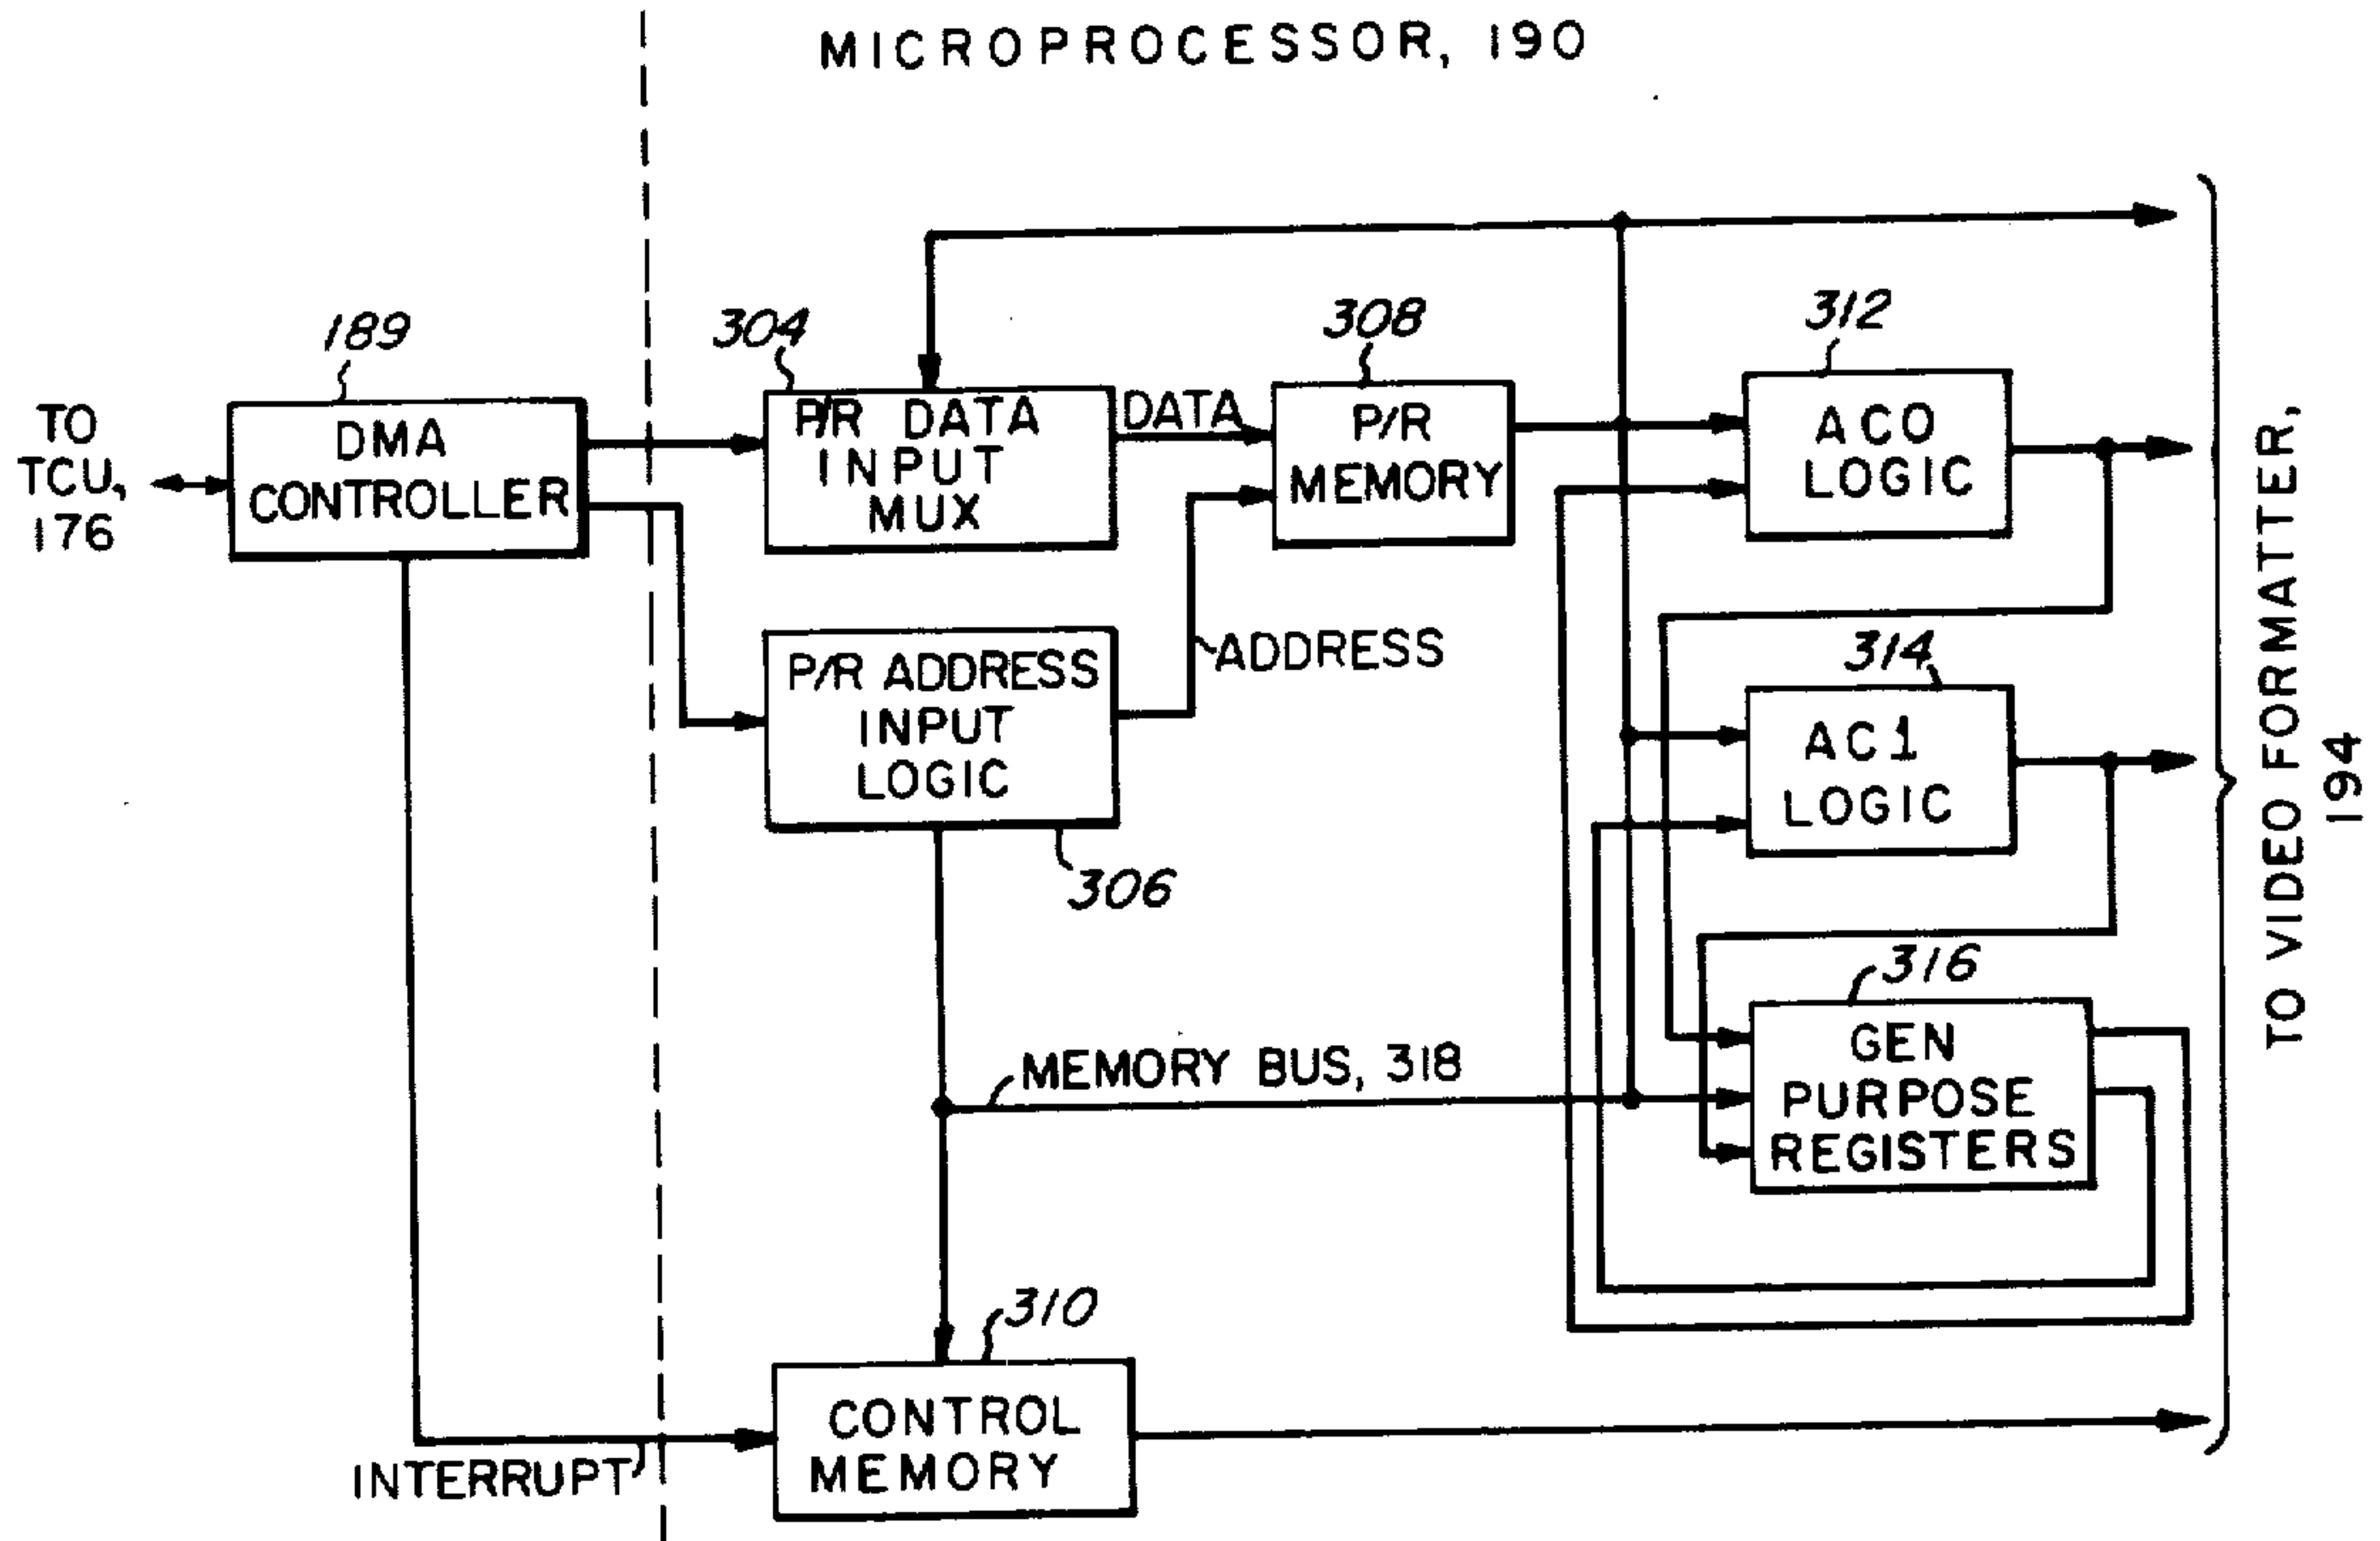 MICROPROCESSOR, 190
189
304
308
312
TO
TCU,
176
DMA
CONTROLLER
P/R DATA
INPUT
MUX
DATA
P/R
MEMORY
AC0
LOGIC
P/R ADDRESS
INPUT
LOGIC
ADDRESS
306
314
AC1
LOGIC
316
GEN
PURPOSE
REGISTERS
MEMORY BUS, 318
310
CONTROL
MEMORY
INTERRUPT
TO VIDEO FORMATTER,
194